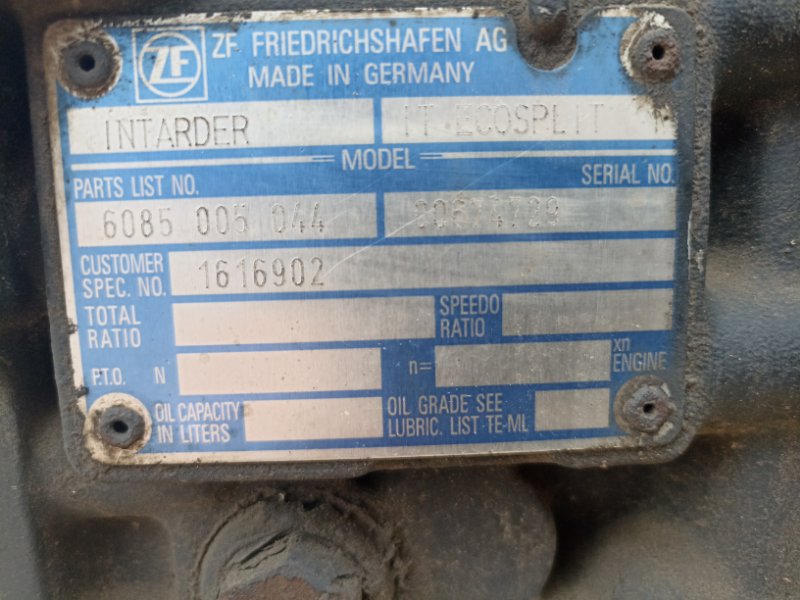 ZF
ZF FRIEDRICHSHAFEN AG
MADE IN GERMANY
INTARDER IT ECOSPLIT
MODEL
PARTS LIST NO. SERIAL NO.
6085 005 044
CUSTOMER SPEC. NO. 1616902
TOTAL RATIO SPEEDO RATIO
P.T.O. N n= xn ENGINE
OIL CAPACITY IN LITERS OIL GRADE SEE LUBRIC. LIST TE-ML